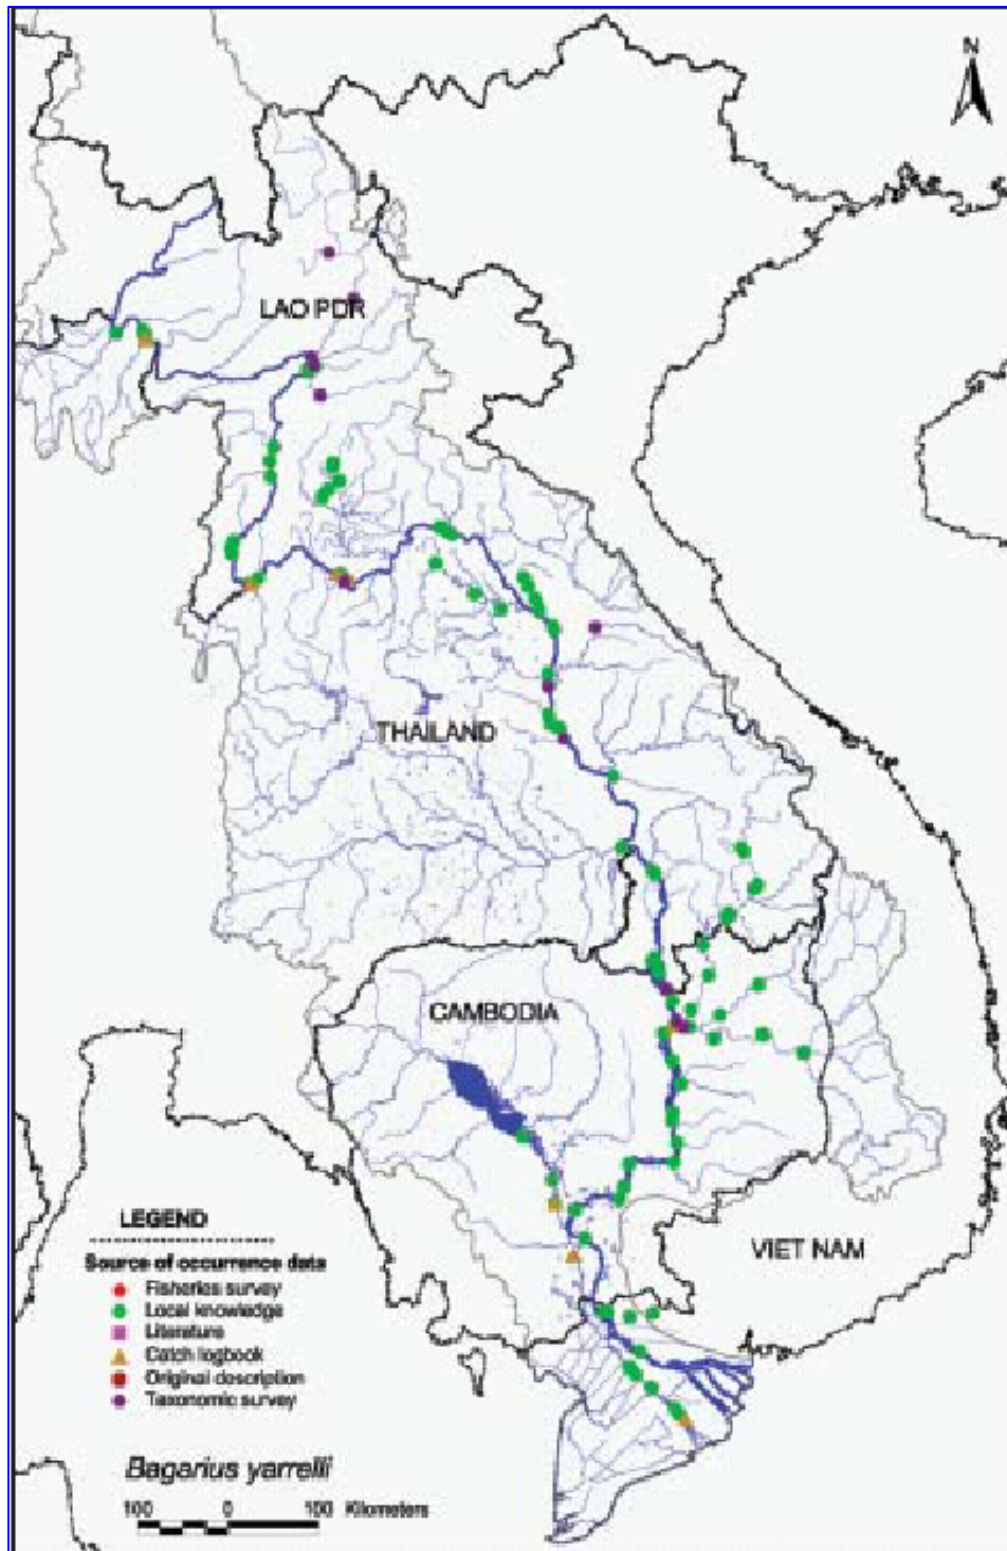 N
LAO PDR
THAILAND
CAMBODIA
VIET NAM
LEGEND
Source of occurrence data
Fisheries survey
Local knowledge
Literature
Catch logbook
Original description
Taxonomic survey
Bagarius yarrelli
100 0 100 Kilometers